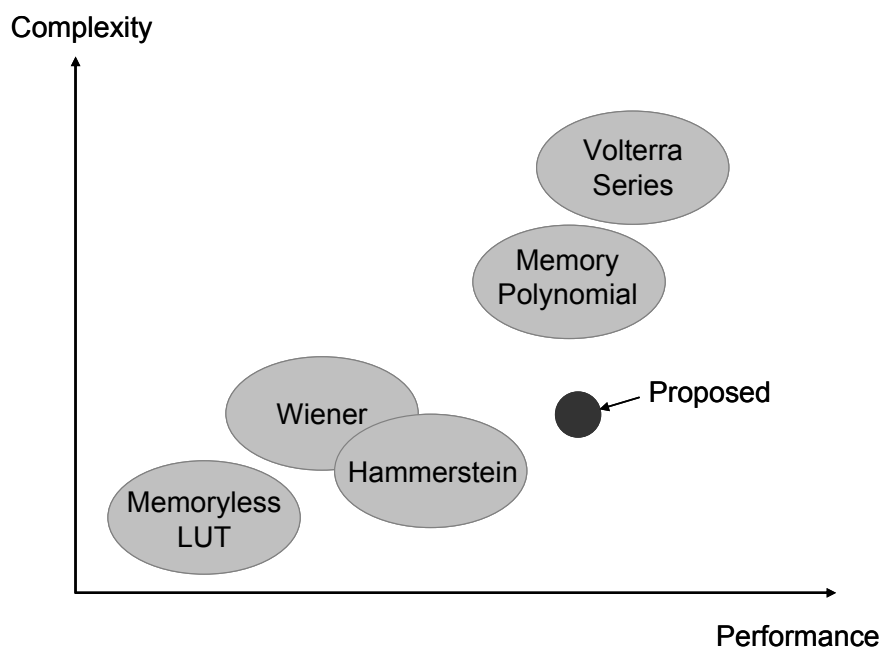 Complexity
Volterra
Series
Memory
Polynomial
Proposed
Wiener
Hammerstein
Memoryless
LUT
Performance